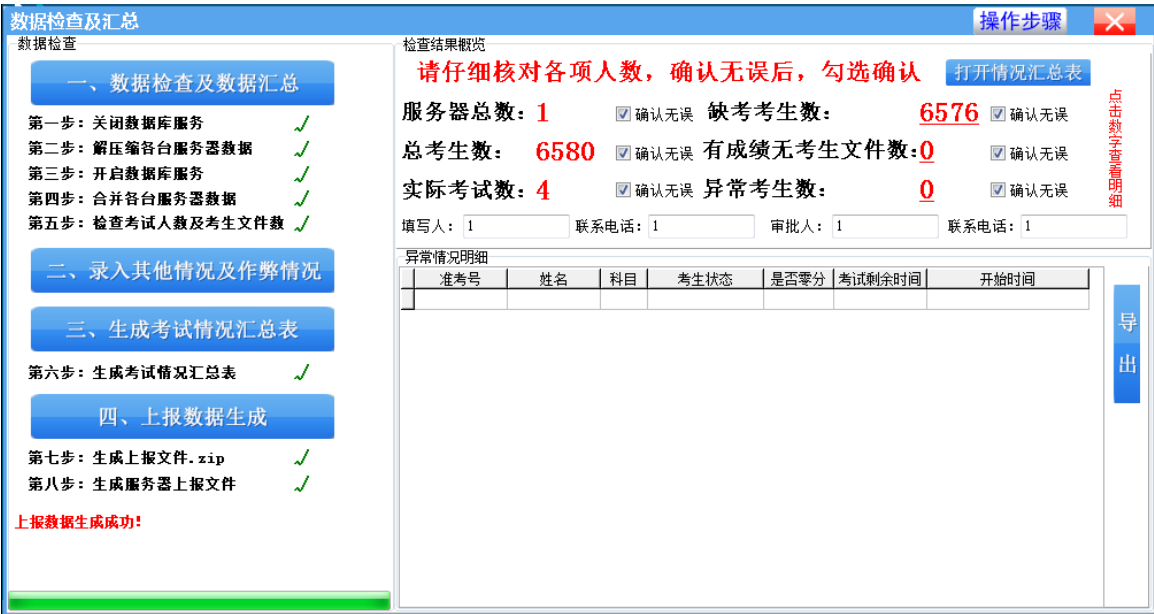 数据检查及汇总 操作步骤
数据检查
一、数据检查及数据汇总
第一步：关闭数据库服务
第二步：解压缩各台服务器数据
第三步：开启数据库服务
第四步：合并各台服务器数据
第五步：检查考试人数及考生文件数
二、录入其他情况及作弊情况
三、生成考试情况汇总表
第六步：生成考试情况汇总表
四、上报数据生成
第七步：生成上报文件.zip
第八步：生成服务器上报文件
上报数据生成成功!
检查结果概览
请仔细核对各项人数，确认无误后，勾选确认 打开情况汇总表
服务器总数：1 确认无误 缺考考生数： 6576 确认无误
总考生数： 6580 确认无误 有成绩无考生文件数：0 确认无误
实际考试数：4 确认无误 异常考生数： 0 确认无误
点击数字查看明细
填写人：1 联系电话：1 审批人：1 联系电话：1
异常情况明细
准考号 姓名 科目 考生状态 是否零分 考试剩余时间 开始时间
导出